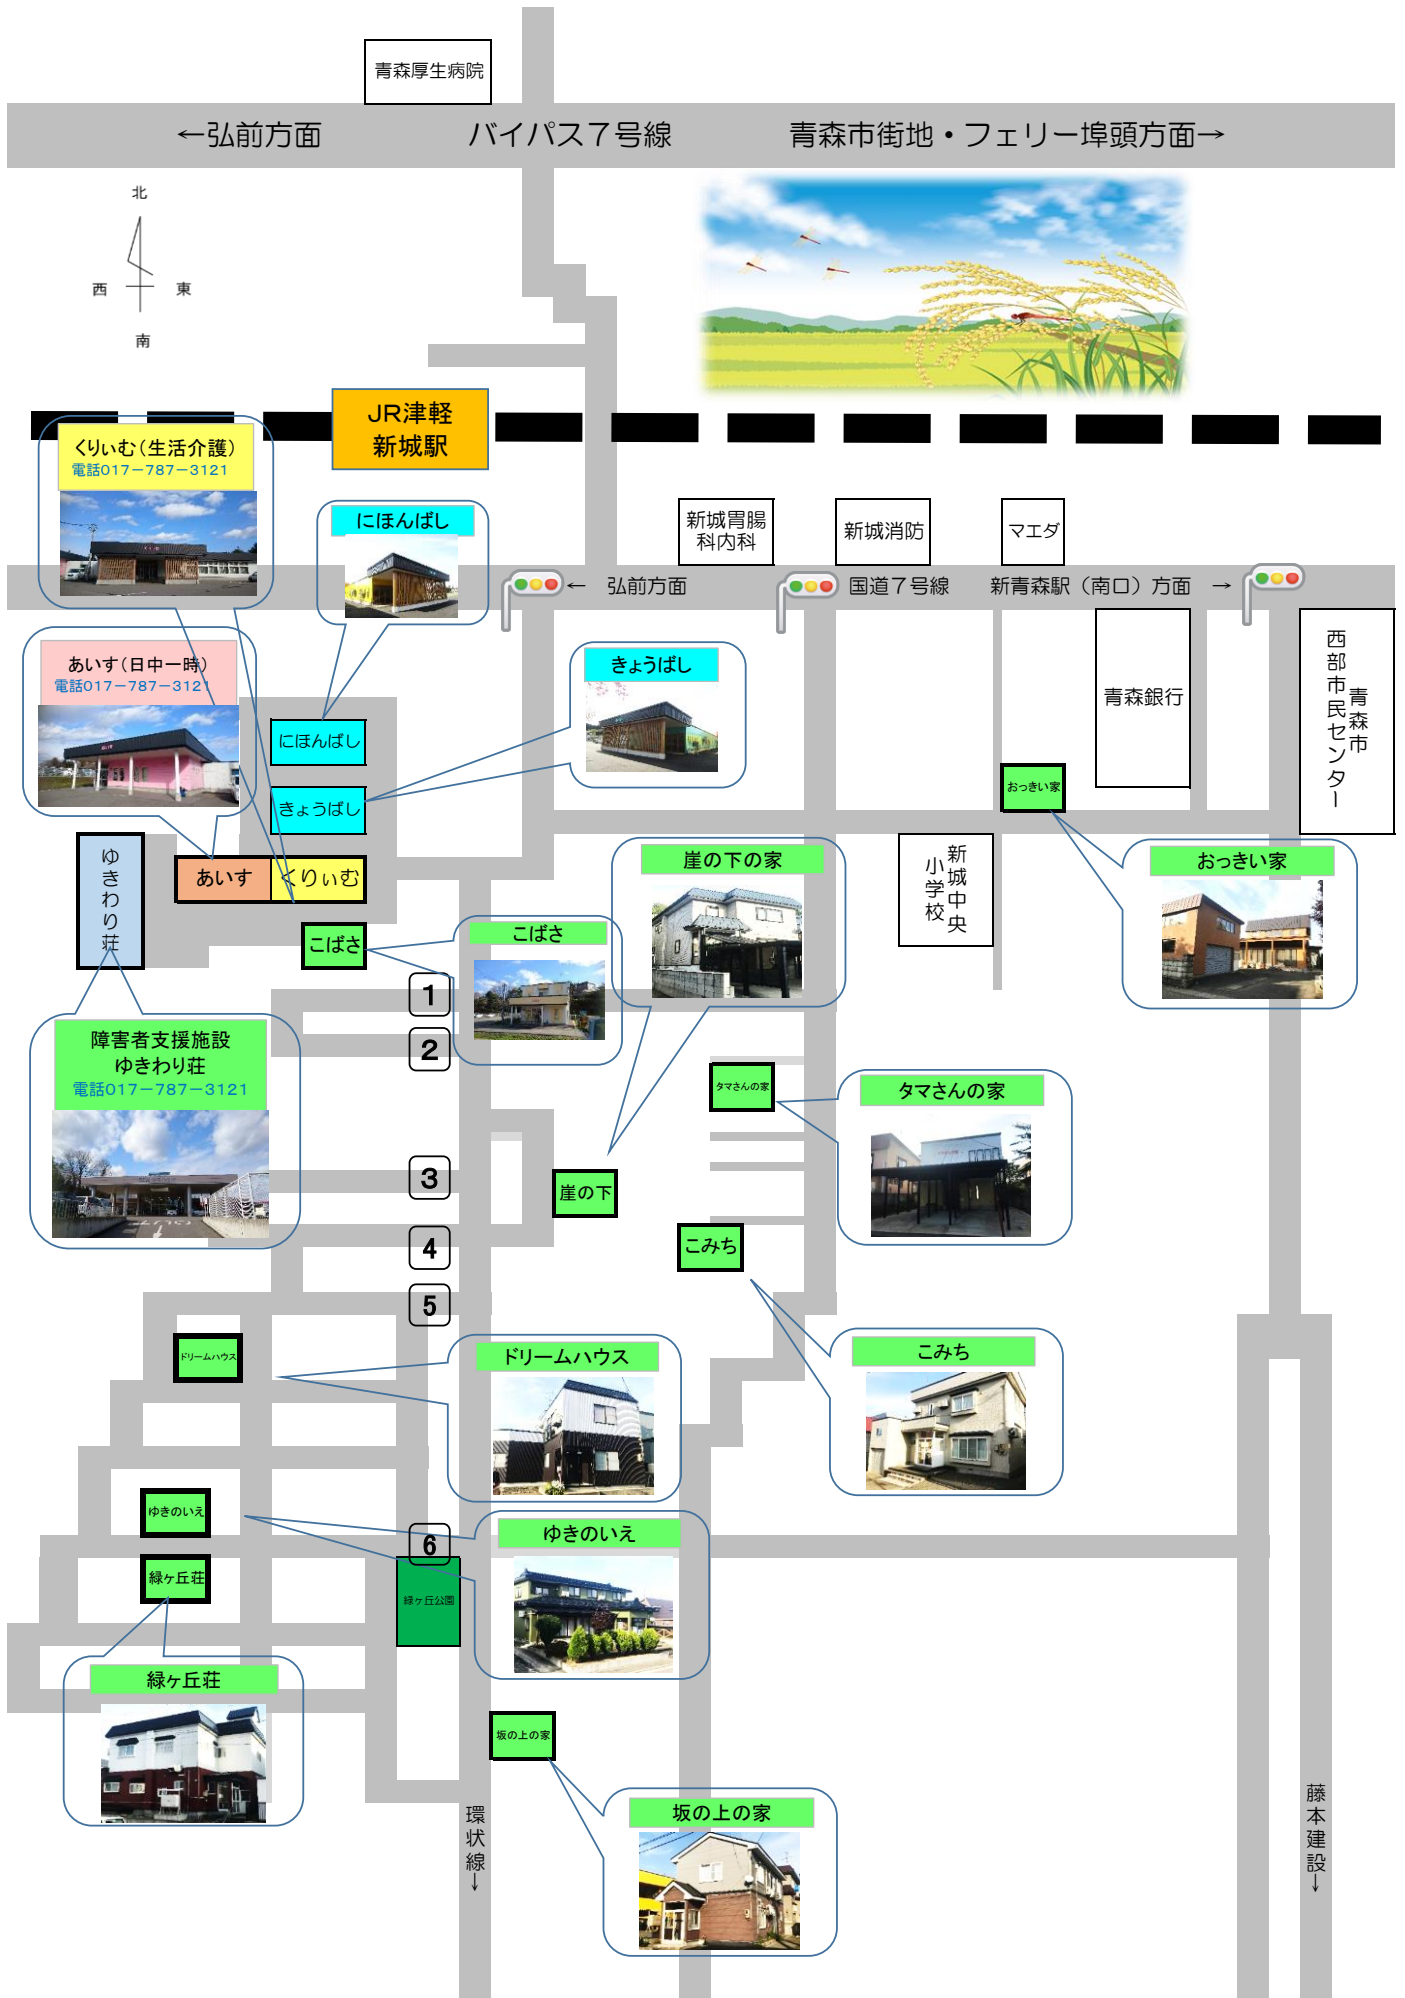 青森厚生病院
←弘前方面
バイパス７号線
青森市街地・フェリー埠頭方面→
北
西
東
南
JR津軽
新城駅
くりぃむ（生活介護）
電話017－787－3121
にほんばし
新城胃腸
科内科
新城消防
マエダ
← 弘前方面
国道７号線
新青森駅（南口）方面 →
あいす（日中一時）
電話017－787－3121
きょうばし
青森銀行
青森市
西部市民センター
にほんばし
きょうばし
おっきい家
ゆきわり荘
あいす
くりぃむ
崖の下の家
新城中央
小学校
おっきい家
こばさ
こばさ
1
2
障害者支援施設
ゆきわり荘
電話017－787－3121
タマさんの家
タマさんの家
3
崖の下
4
こみち
5
ドリームハウス
ドリームハウス
こみち
ゆきのいえ
6
ゆきのいえ
緑ヶ丘荘
緑ヶ丘公園
緑ヶ丘荘
坂の上の家
坂の上の家
環状線→
藤本建設→